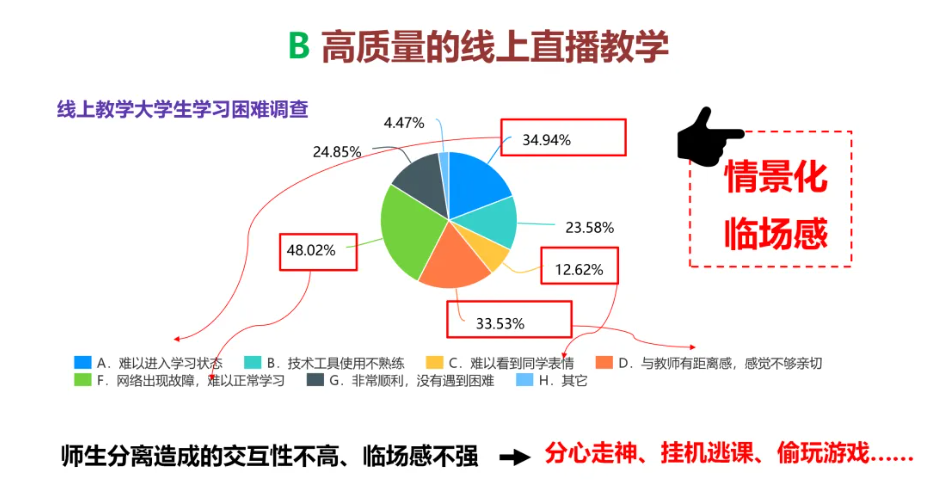 B 高质量的线上直播教学
线上教学大学生学习困难调查
4.47%
34.94%
24.85%
23.58%
48.02%
12.62%
33.53%
情景化
临场感
A. 难以进入学习状态 B. 技术工具使用不熟练 C. 难以看到同学表情 D. 与教师有距离感，感觉不够亲切
F. 网络出现故障，难以正常学习 G. 非常顺利，没有遇到困难 H. 其它
师生分离造成的交互性不高、临场感不强 分心走神、挂机逃课、偷玩游戏……